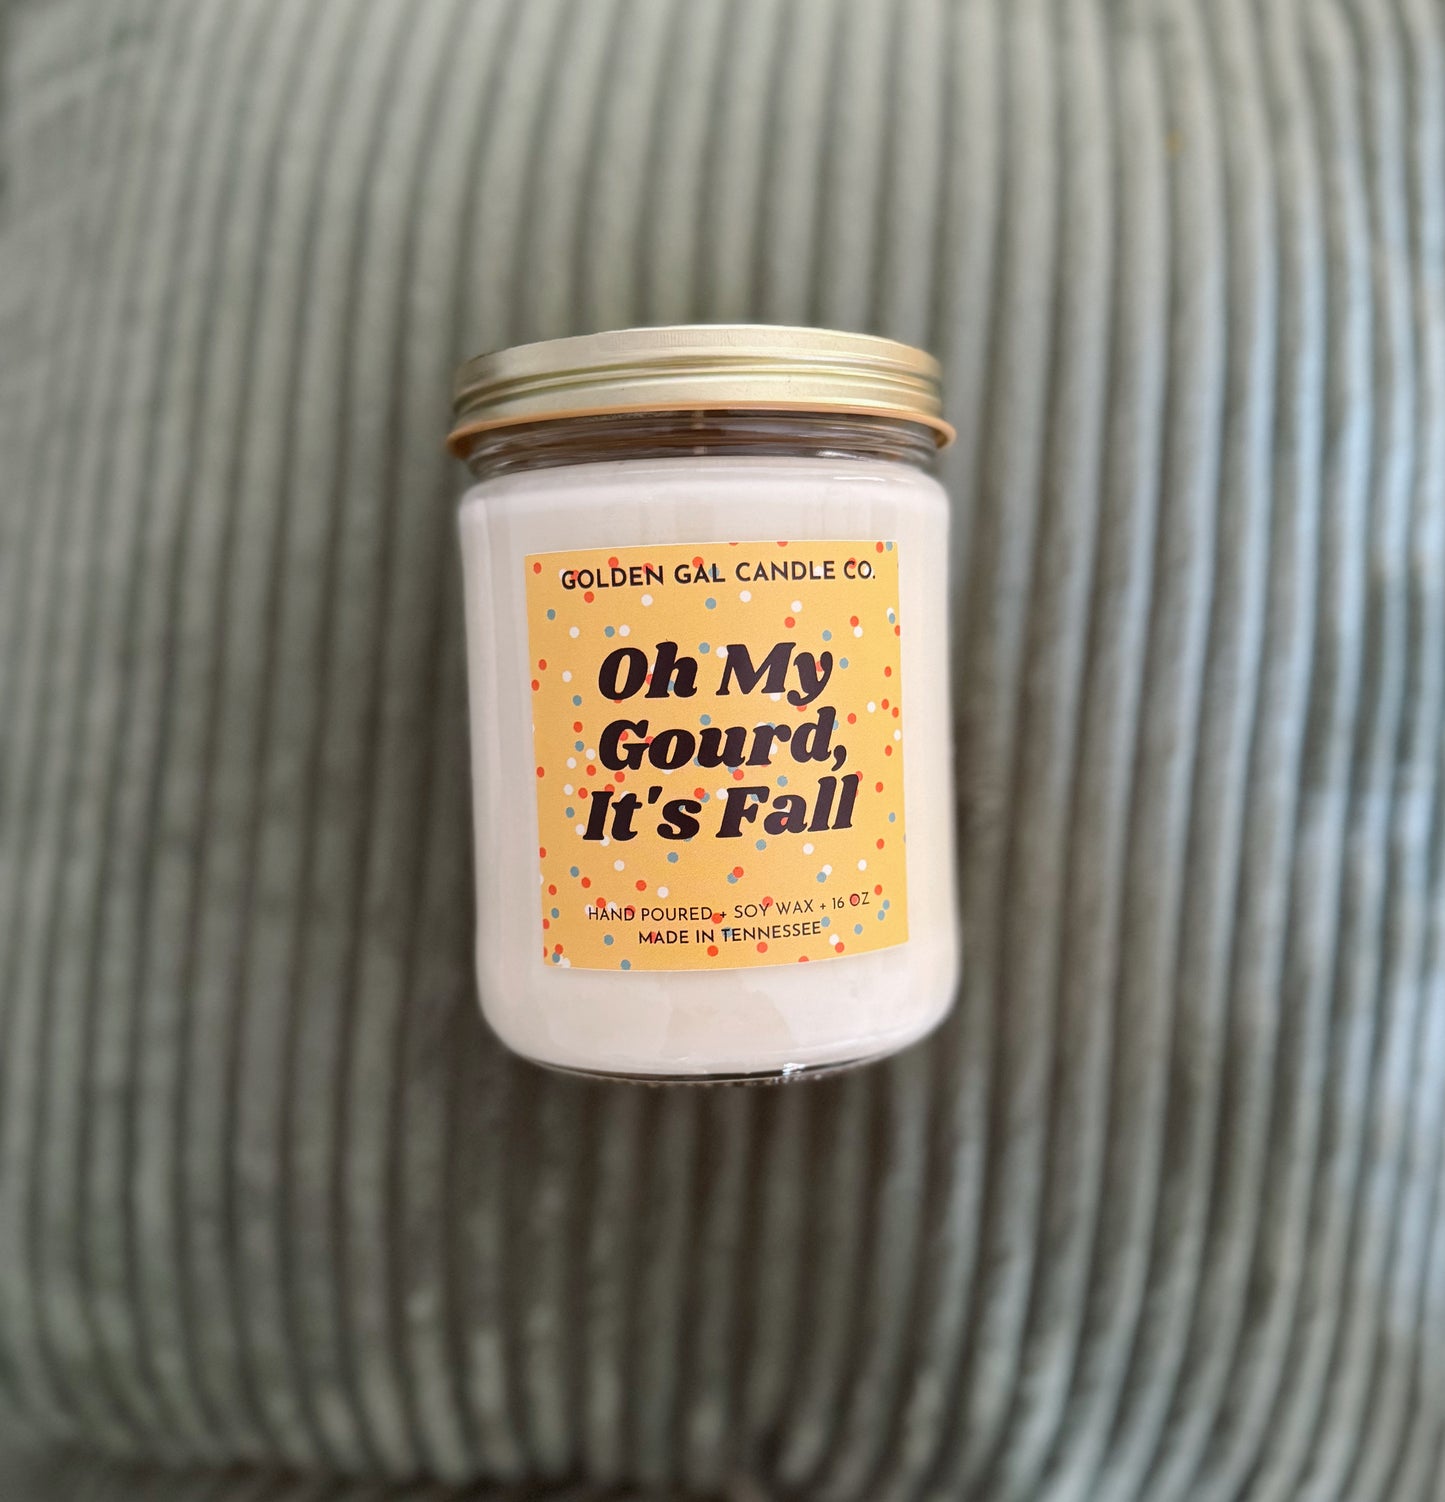 GOLDEN GAL CANDLE CO.
Oh My
Gourd,
It's Fall
HAND POURED + SOY WAX + 16 OZ
MADE IN TENNESSEE